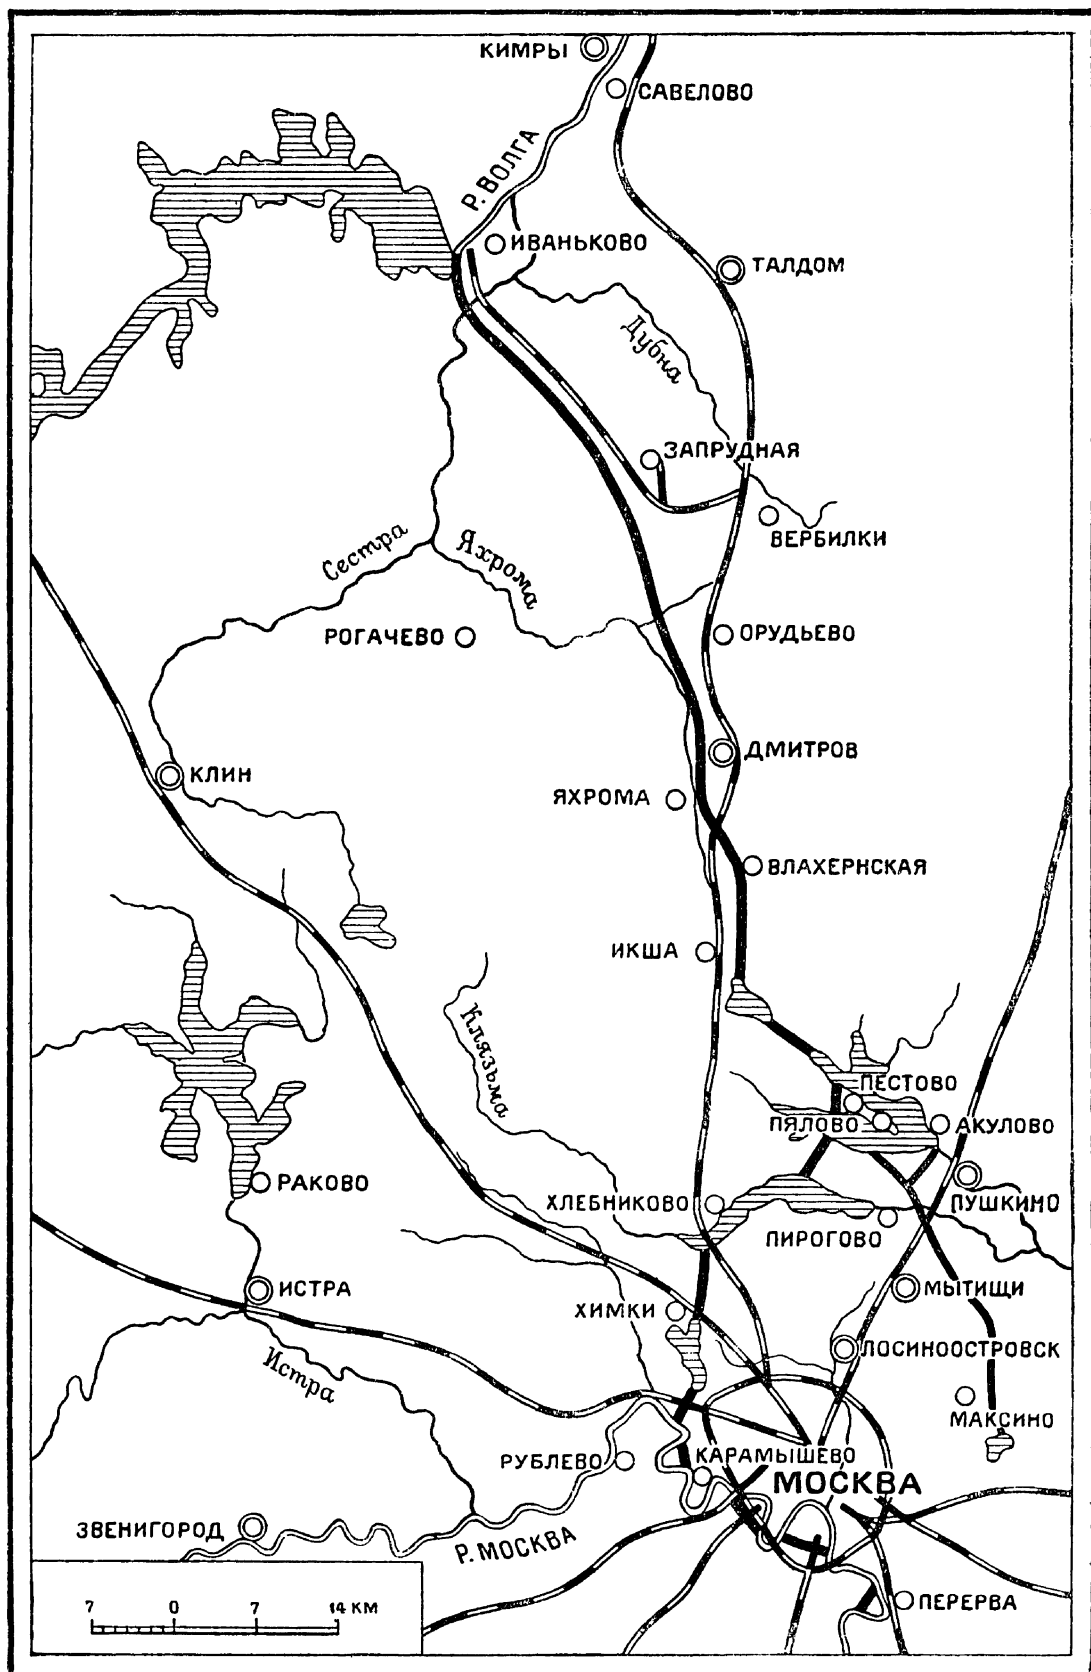 КИМРЫ
САВЕЛОВО
Р. ВОЛГА
ИВАНЬКОВО
ТАЛДОМ
Дубна
ЗАПРУДНАЯ
ВЕРБИЛКИ
Сестра
Яхрома
РОГАЧЕВО
ОРУДЬЕВО
ДМИТРОВ
КЛИН
ЯХРОМА
ВЛАХЕРНСКАЯ
ИКША
Клязьма
ПЕСТОВО
ПЯЛОВО
АКУЛОВО
РАКОВО
ХЛЕБНИКОВО
ПУШКИНО
ПИРОГОВО
ИСТРА
МЫТИЩИ
ХИМКИ
ЛОСИНООСТРОВСК
Истра
МАКСИНО
РУБЛЕВО
КАРАМЫШЕВО
МОСКВА
ЗВЕНИГОРОД
Р. МОСКВА
ПЕРЕРВА
7 0 7 14 КМ